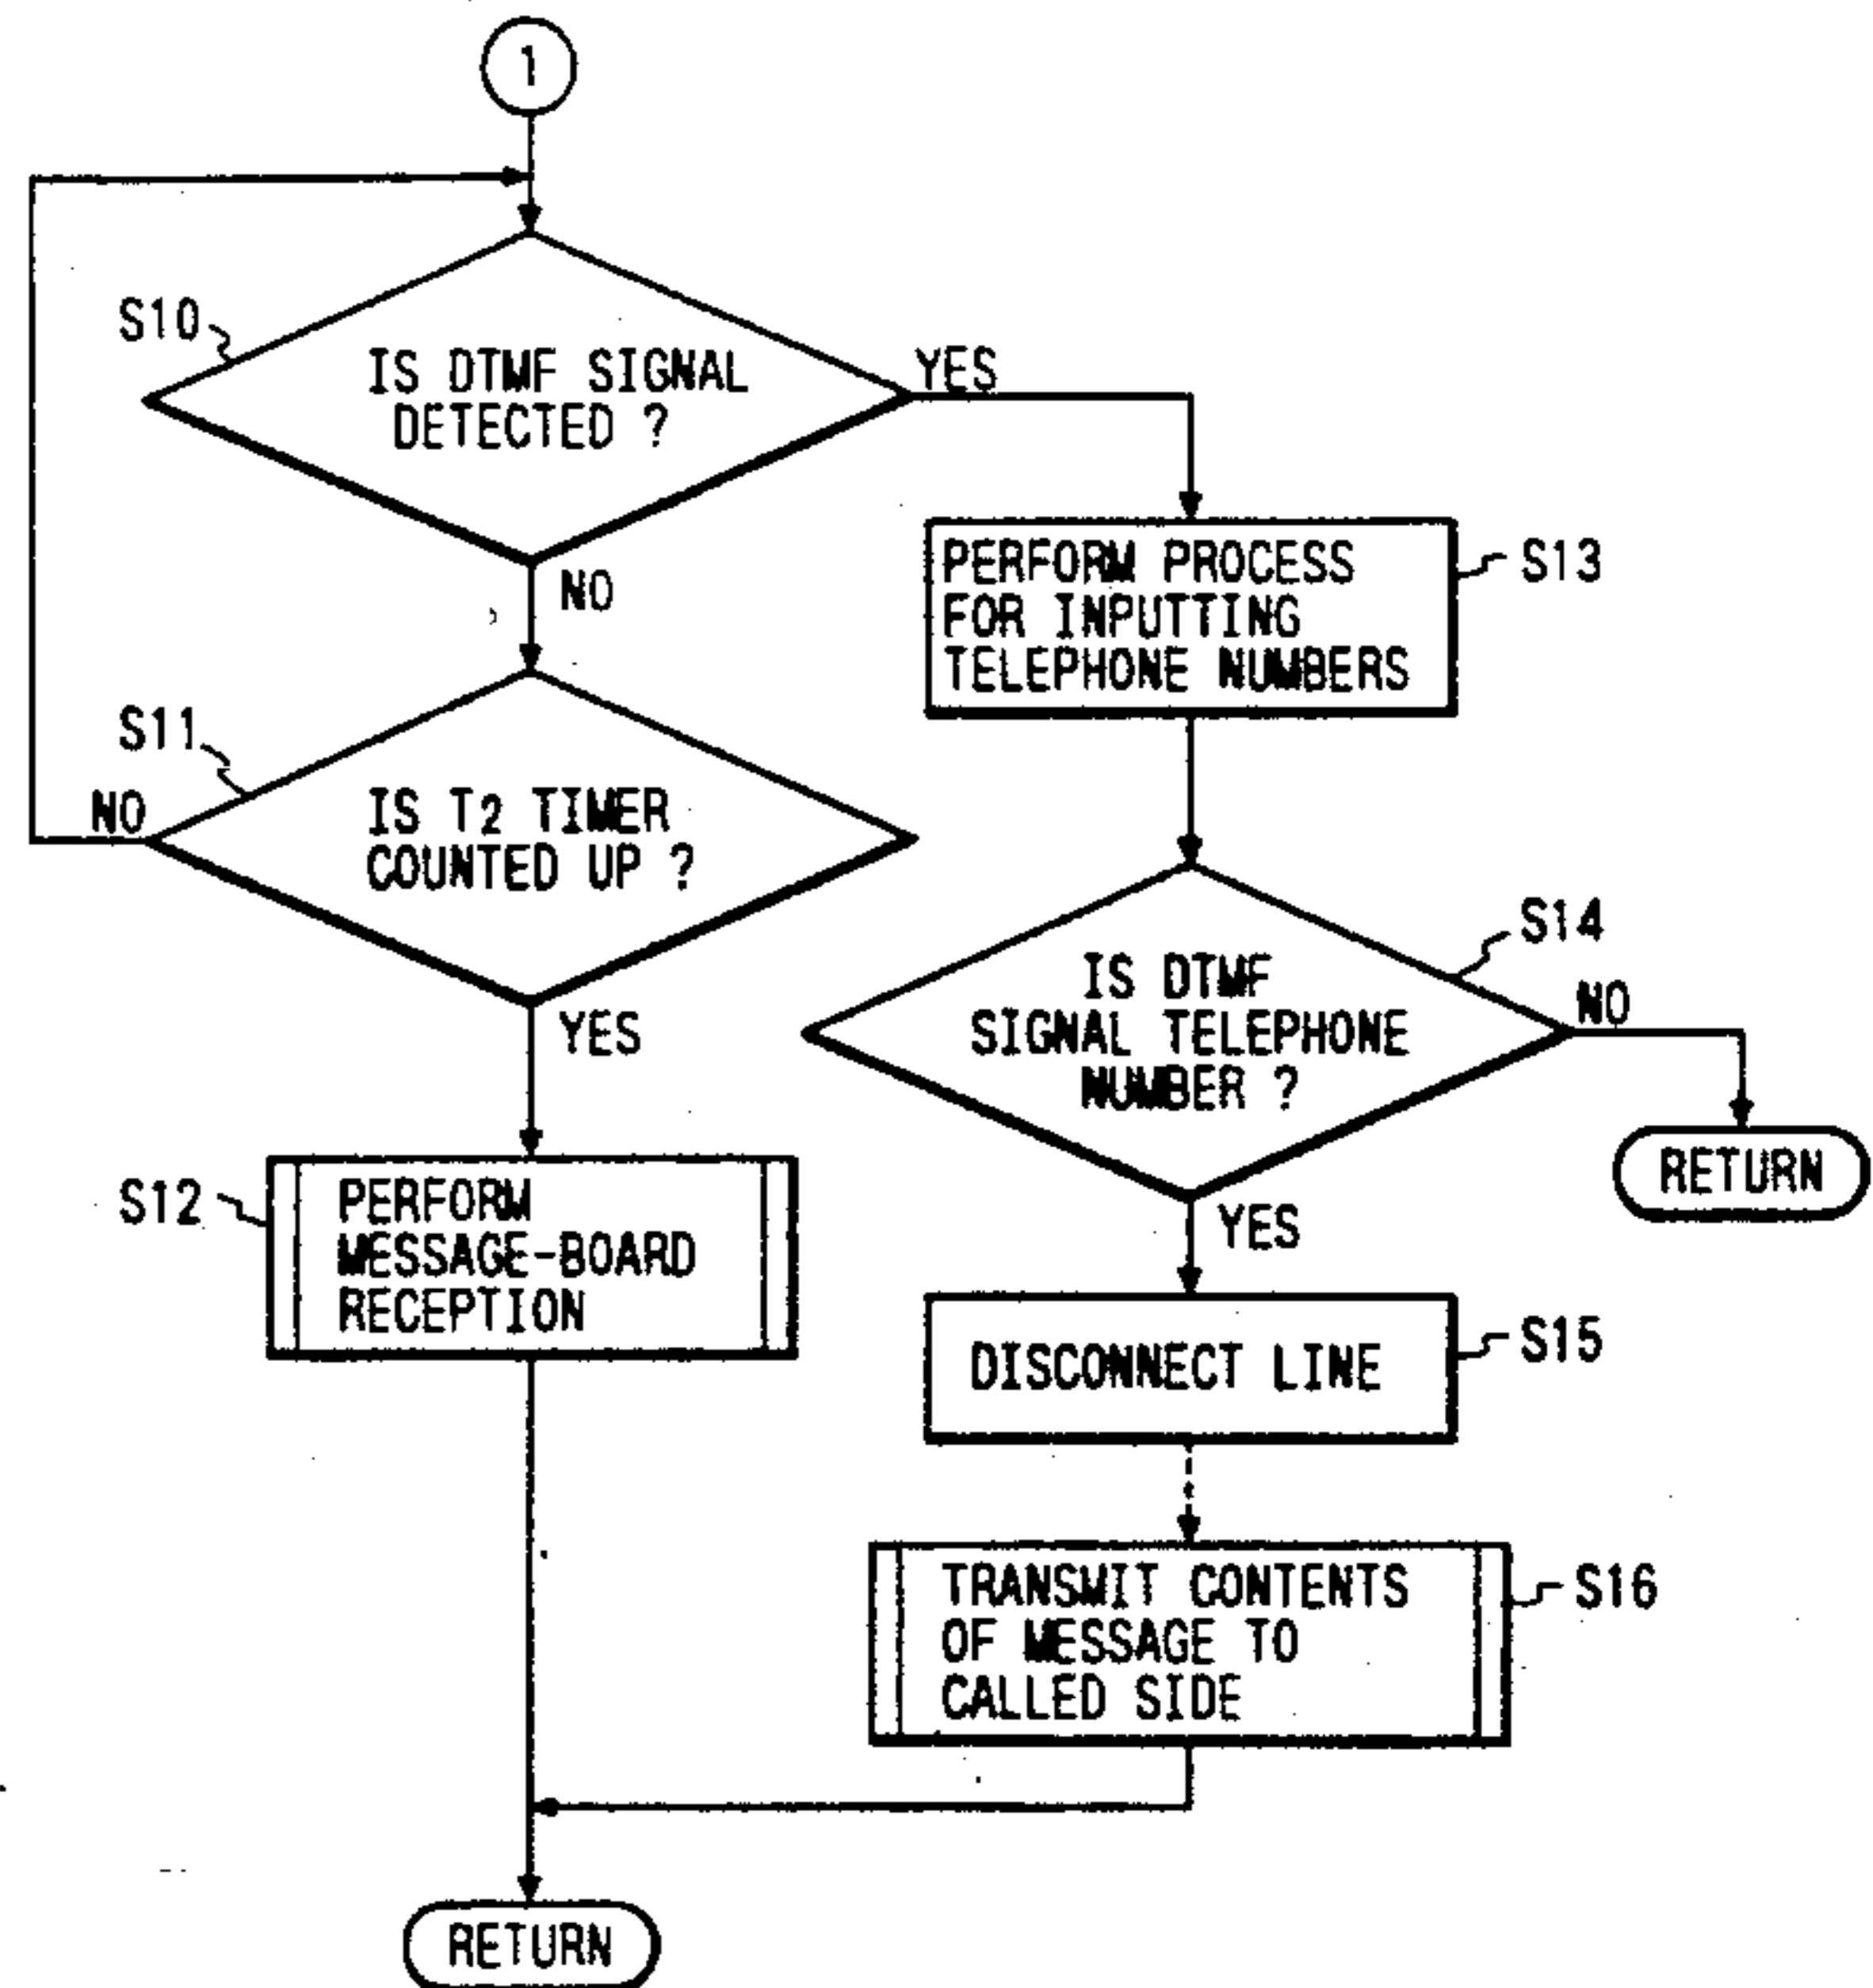 1
S10
IS DTMF SIGNAL
DETECTED ?
YES
NO
S11
NO
IS T2 TIMER
COUNTED UP ?
YES
S12
PERFORM
MESSAGE-BOARD
RECEPTION
S13
PERFORM PROCESS
FOR INPUTTING
TELEPHONE NUMBERS
S14
IS DTMF
SIGNAL TELEPHONE
NUMBER ?
NO
RETURN
YES
DISCONNECT LINE
S15
TRANSMIT CONTENTS
OF MESSAGE TO
CALLED SIDE
S16
RETURN